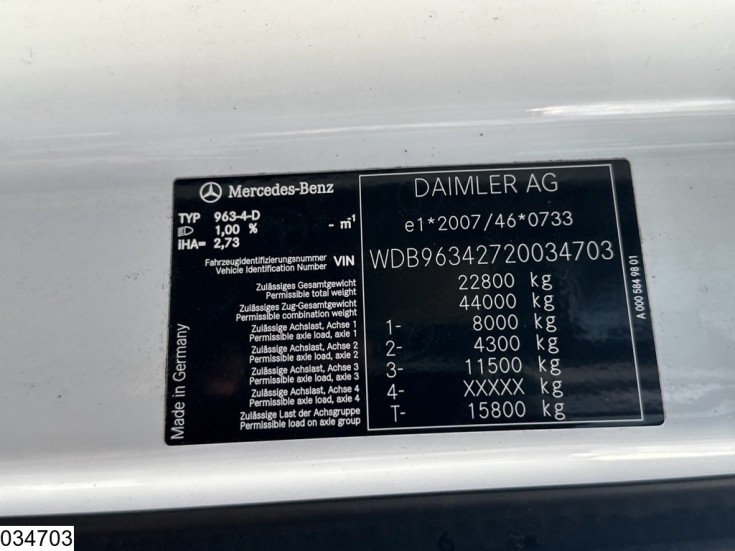 Mercedes-Benz
TYP 963-4-D
1,00 % - m⁻¹
IHA= 2,73
DAIMLER AG
e1*2007/46*0733
Fahrzeugidentifizierungsnummer
Vehicle Identification Number VIN WDB96342720034703
Zulässiges Gesamtgewicht
Permissible total weight 22800 kg
Zulässiges Zug-Gesamtgewicht
Permissible combination weight 44000 kg
Zulässige Achslast, Achse 1
Permissible axle load, axle 1 1- 8000 kg
Zulässige Achslast, Achse 2
Permissible axle load, axle 2 2- 4300 kg
Zulässige Achslast, Achse 3
Permissible axle load, axle 3 3- 11500 kg
Zulässige Achslast, Achse 4
Permissible axle load, axle 4 4- XXXXX kg
Zulässige Last der Achsgruppe
Permissible load on axle group T- 15800 kg
Made in Germany
A 000 584 98 01
034703